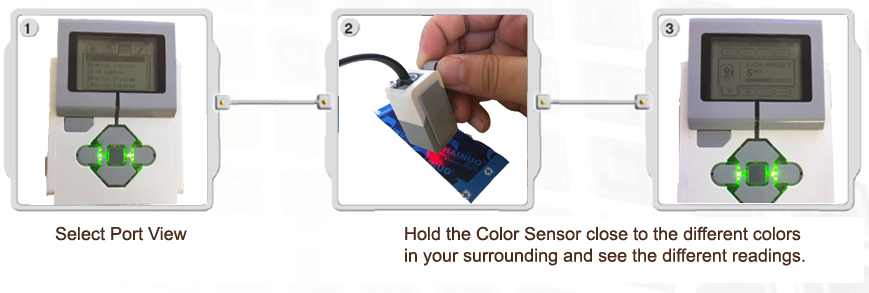 1
2
3
HAINUO
Select Port View
Hold the Color Sensor close to the different colors
in your surrounding and see the different readings.